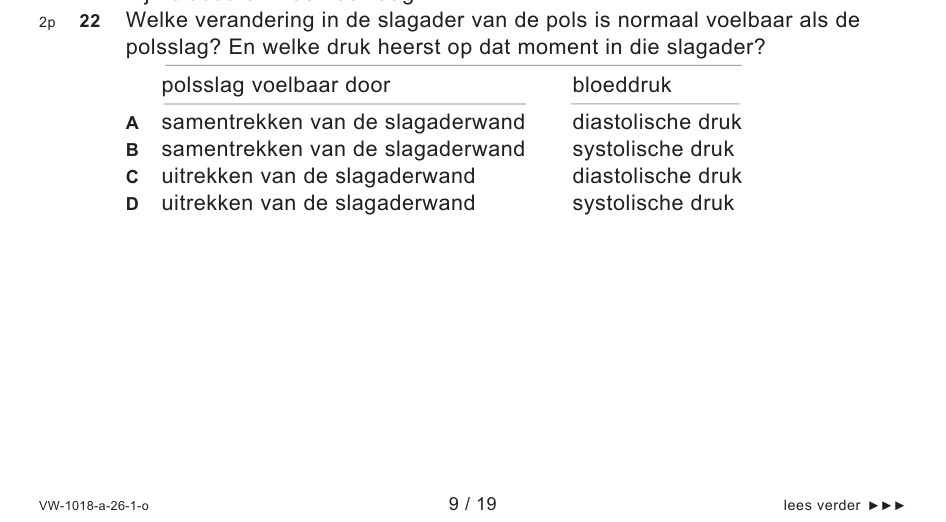 2p 22 Welke verandering in de slagader van de pols is normaal voelbaar als de
polsslag? En welke druk heerst op dat moment in die slagader?
polsslag voelbaar door bloeddruk
A samentrekken van de slagaderwand diastolische druk
B samentrekken van de slagaderwand systolische druk
C uitrekken van de slagaderwand diastolische druk
D uitrekken van de slagaderwand systolische druk
VW-1018-a-26-1-o 9 / 19 lees verder ►►►